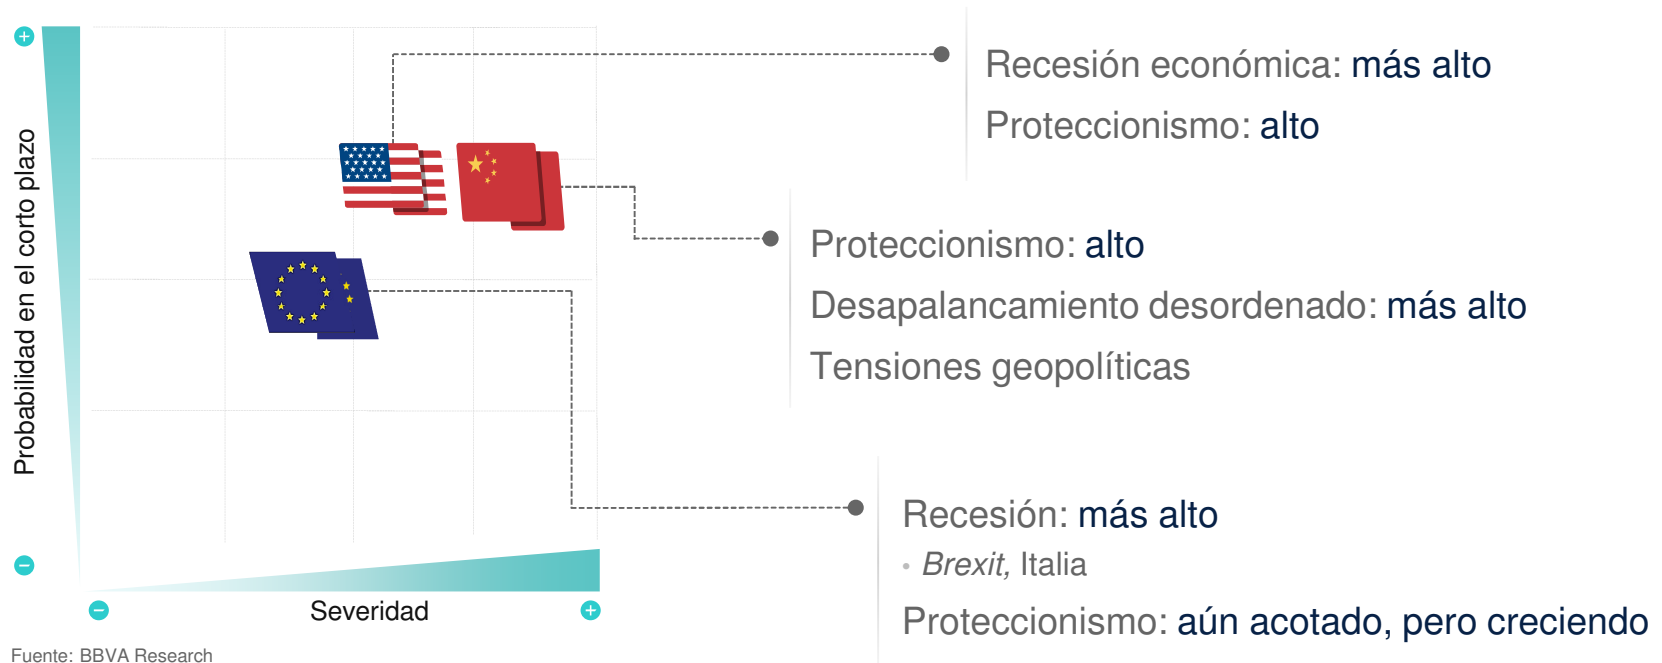 Probabilidad en el corto plazo
Severidad
Recesión económica: más alto
Proteccionismo: alto
Proteccionismo: alto
Desapalancamiento desordenado: más alto
Tensiones geopolíticas
Recesión: más alto
• Brexit, Italia
Proteccionismo: aún acotado, pero creciendo
Fuente: BBVA Research